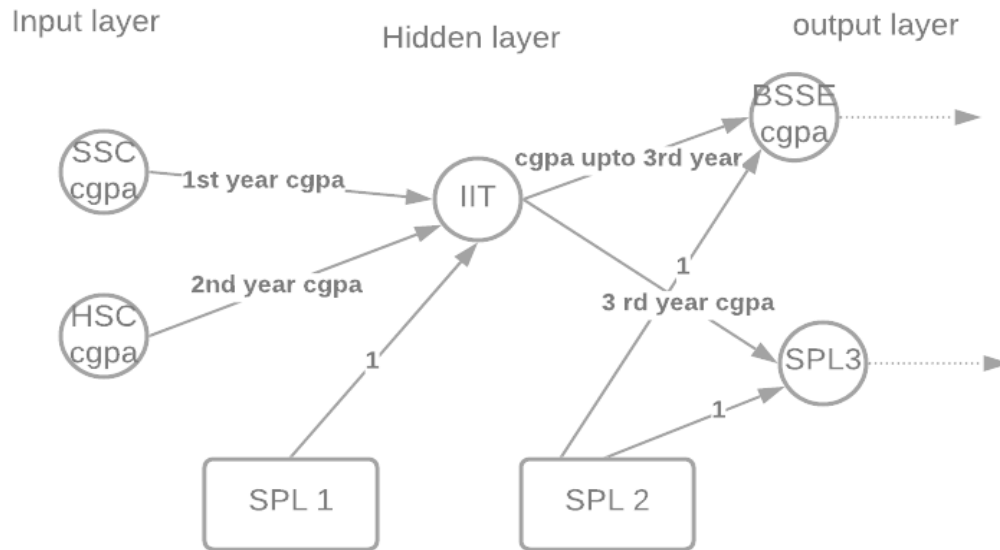 Input layer
Hidden layer
output layer
BSSE
cgpa
SSC
cgpa
1st year cgpa
cgpa upto 3rd year
IIT
2nd year cgpa
1
3 rd year cgpa
HSC
cgpa
1
SPL3
1
SPL 1
SPL 2